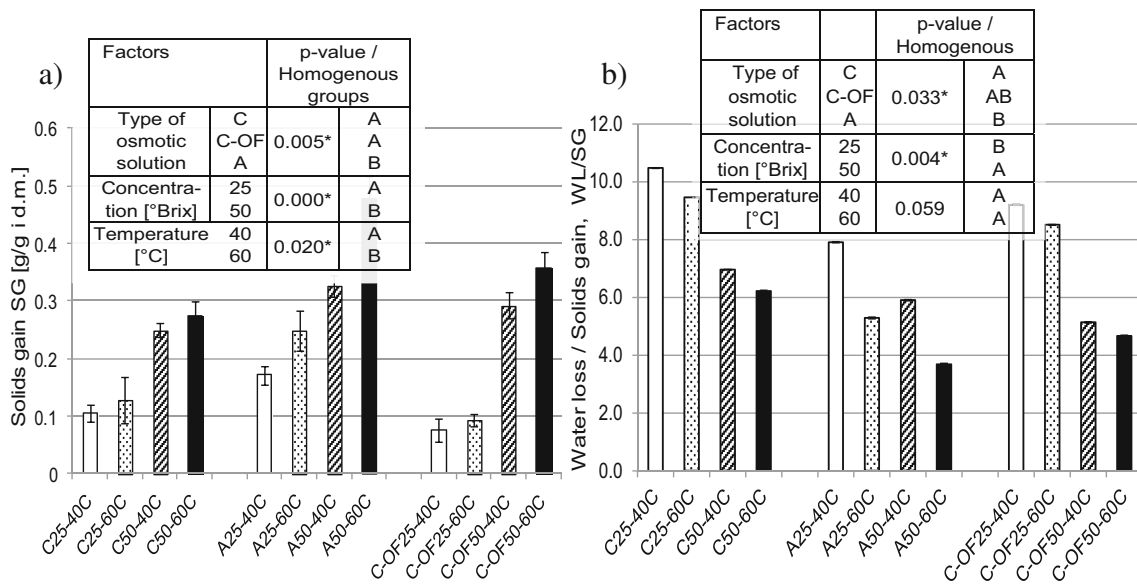 a)
Factors p-value /
Homogenous
groups
Type of osmotic solution C 0.005* A
C-OF A
A B
Concentra-tion [°Brix] 25 0.000* A
50 B
Temperature [°C] 40 0.020* A
60 B
Solids gain SG [g/g i d.m.]
0.6
0.5
0.4
0.3
0.2
0.1
0
C25-40C
C25-60C
C50-40C
C50-60C
A25-40C
A25-60C
A50-40C
A50-60C
C-OF25-40C
C-OF25-60C
C-OF50-40C
C-OF50-60C
b)
Factors p-value /
Homogenous
Type of osmotic solution C 0.033* A
C-OF AB
A B
Concentra-tion [°Brix] 25 0.004* B
50 A
Temperature [°C] 40 0.059 A
60 A
Water loss / Solids gain, WL/SG
12.0
10.0
8.0
6.0
4.0
2.0
0.0
C25-40C
C25-60C
C50-40C
C50-60C
A25-40C
A25-60C
A50-40C
A50-60C
C-OF25-40C
C-OF25-60C
C-OF50-40C
C-OF50-60C